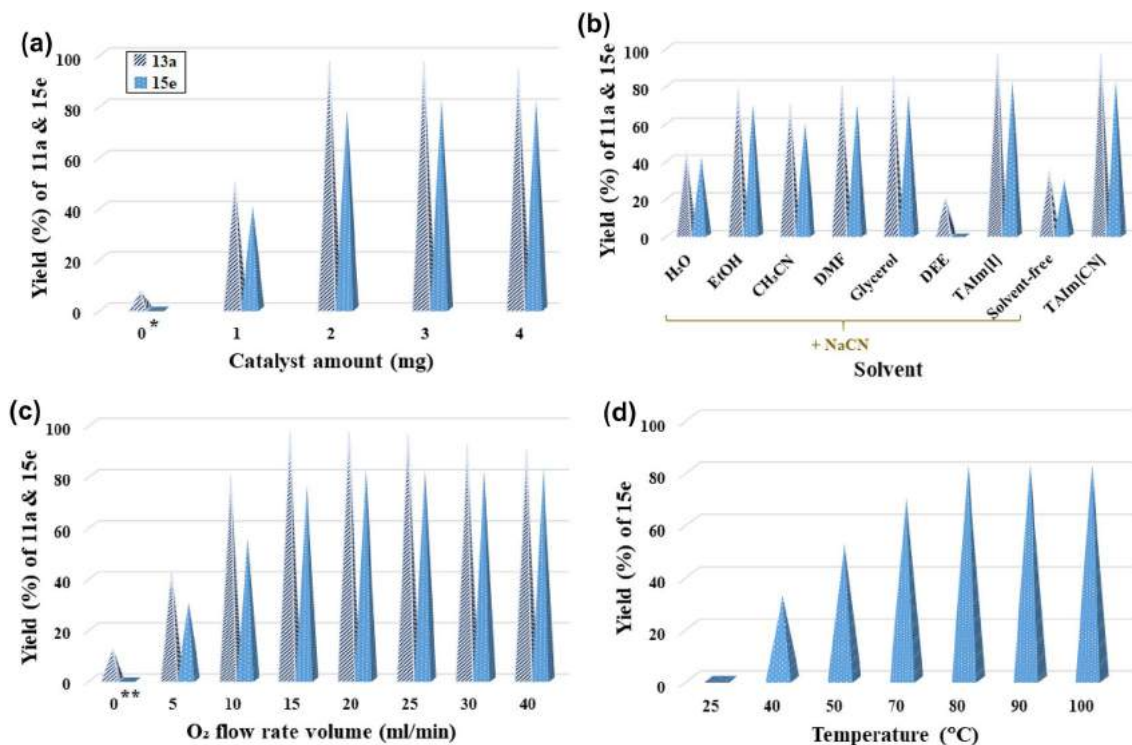 (a)
13a
15e
Yield (%) of 11a & 15e
100
80
60
40
20
0
0 * 1 2 3 4
Catalyst amount (mg)
(b)
Yield (%) of 11a & 15e
100
80
60
40
20
0
H₂O EtOH CH₃CN DMF Glycerol DEE TAIm[I] Solvent-free TAIm[CN]
+ NaCN
Solvent
(c)
Yield (%) of 11a & 15e
100
80
60
40
20
0
0 ** 5 10 15 20 25 30 40
O₂ flow rate volume (ml/min)
(d)
Yield (%) of 15e
100
80
60
40
20
0
25 40 50 70 80 90 100
Temperature (°C)